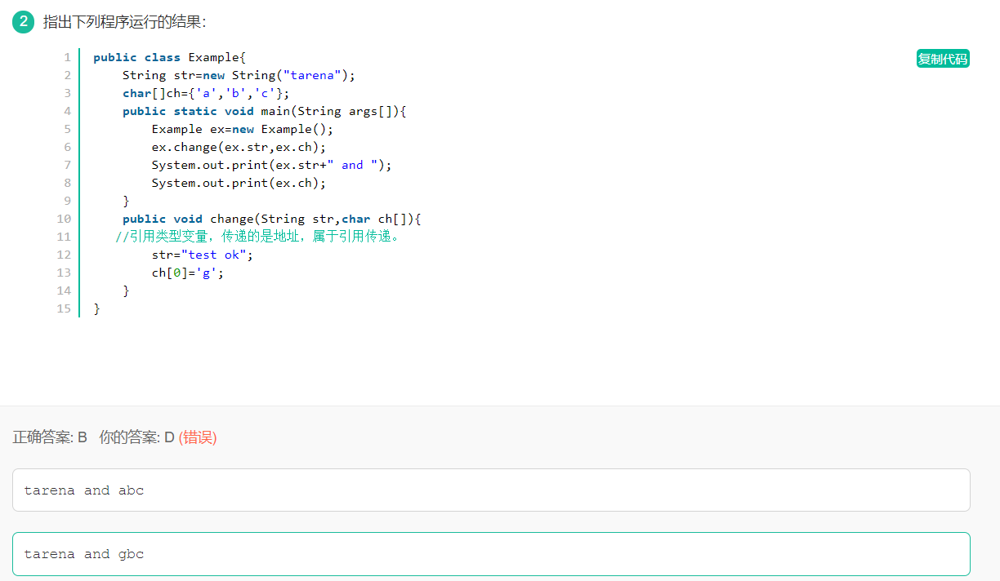 2 指出下列程序运行的结果：
复制代码
1 public class Example{
2     String str=new String("tarena");
3     char[]ch={'a','b','c'};
4     public static void main(String args[]){
5         Example ex=new Example();
6         ex.change(ex.str,ex.ch);
7         System.out.print(ex.str+" and ");
8         System.out.print(ex.ch);
9     }
10     public void change(String str,char ch[]){
11    //引用类型变量，传递的是地址，属于引用传递。
12         str="test ok";
13         ch[0]='g';
14     }
15 }
正确答案: B   你的答案: D (错误)
tarena and abc
tarena and gbc